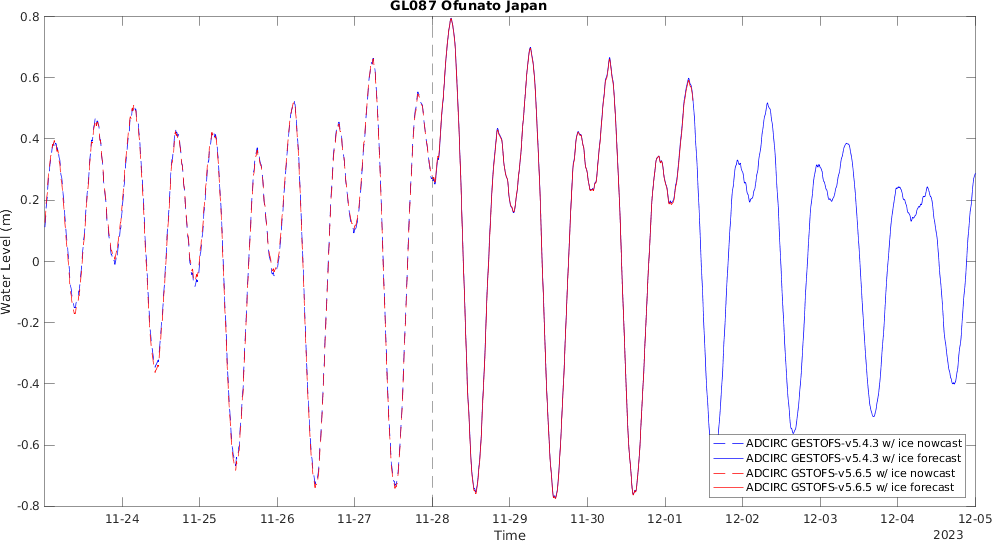 GL087 Ofunato Japan
0.8
0.6
0.4
0.2
0
-0.2
-0.4
-0.6
-0.8
Water Level (m)
ADCIRC GESTOFS-v5.4.3 w/ ice nowcast
ADCIRC GESTOFS-v5.4.3 w/ ice forecast
ADCIRC GSTOFS-v5.6.5 w/ ice nowcast
ADCIRC GSTOFS-v5.6.5 w/ ice forecast
11-24 11-25 11-26 11-27 11-28 11-29 11-30 12-01 12-02 12-03 12-04 12-05
Time
2023